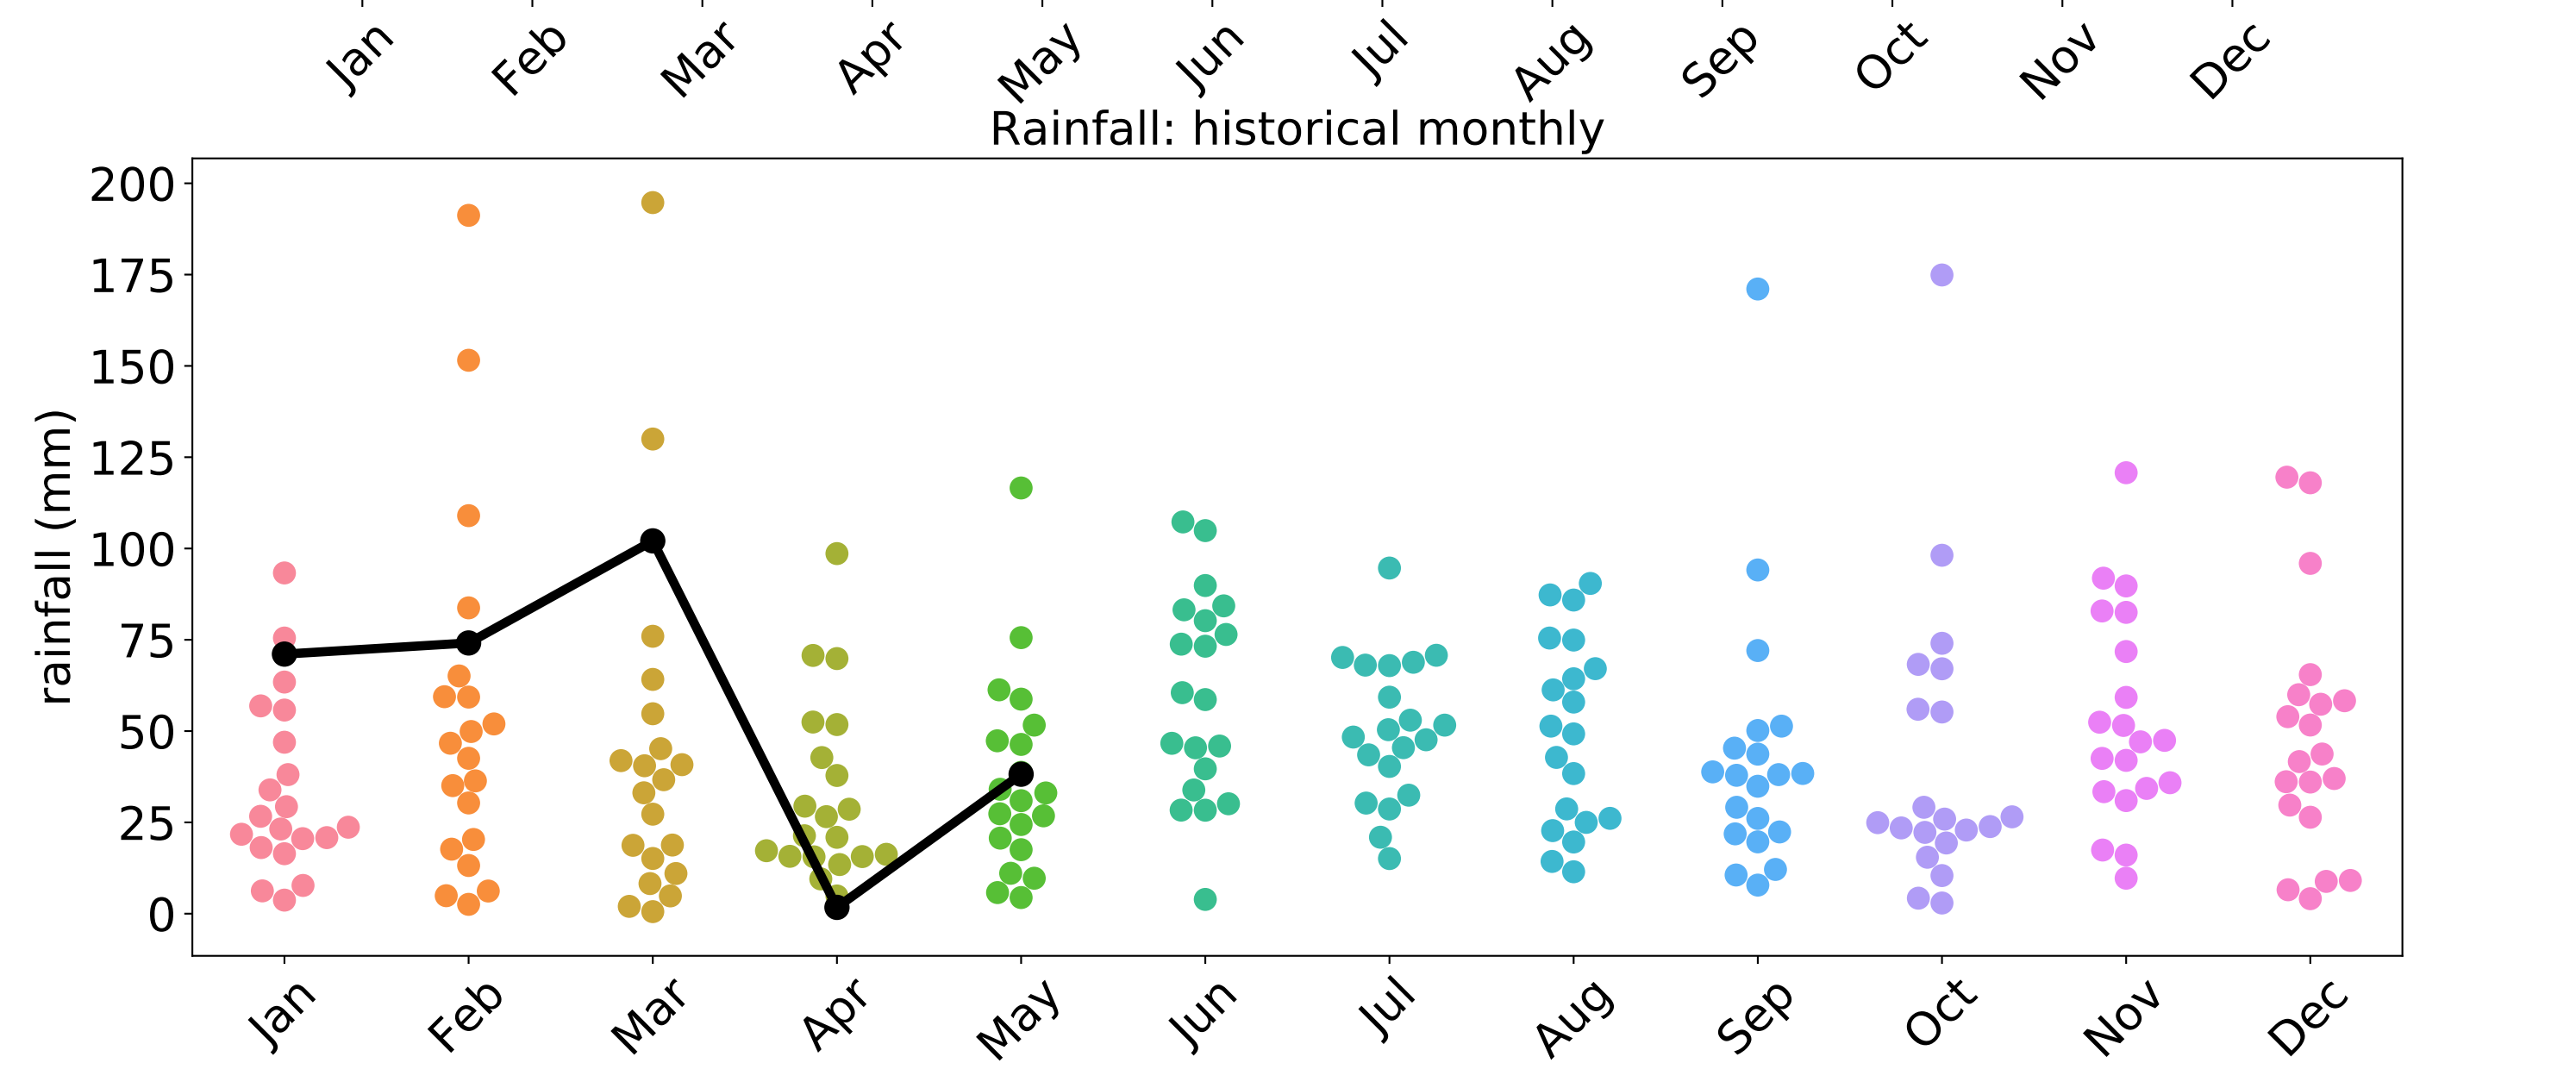 Jan Feb Mar Apr May Jun Jul Aug Sep Oct Nov Dec
Rainfall: historical monthly
rainfall (mm)
200
175
150
125
100
75
50
25
0
Jan Feb Mar Apr May Jun Jul Aug Sep Oct Nov Dec